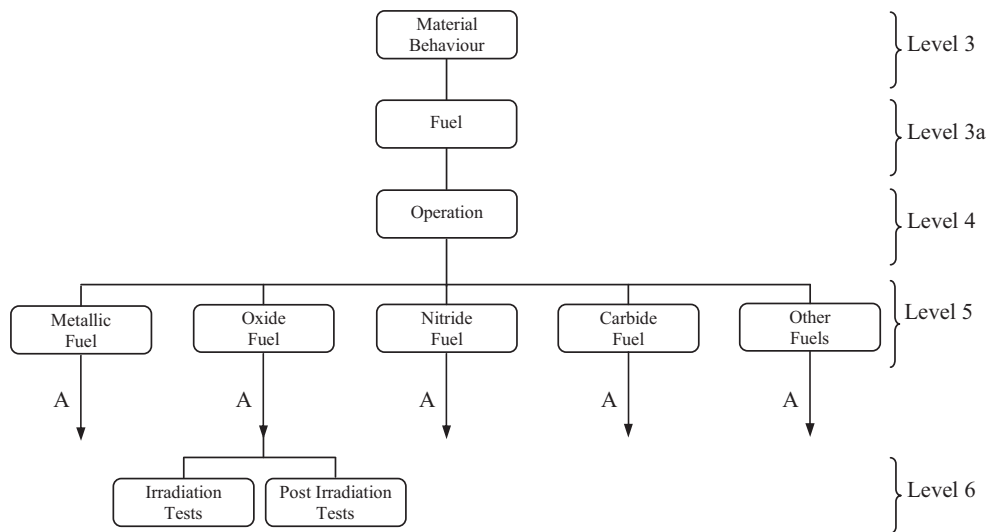 Material
Behaviour
Level 3
Fuel
Level 3a
Operation
Level 4
Metallic
Fuel
Oxide
Fuel
Nitride
Fuel
Carbide
Fuel
Other
Fuels
Level 5
A
A
A
A
A
Irradiation
Tests
Post Irradiation
Tests
Level 6